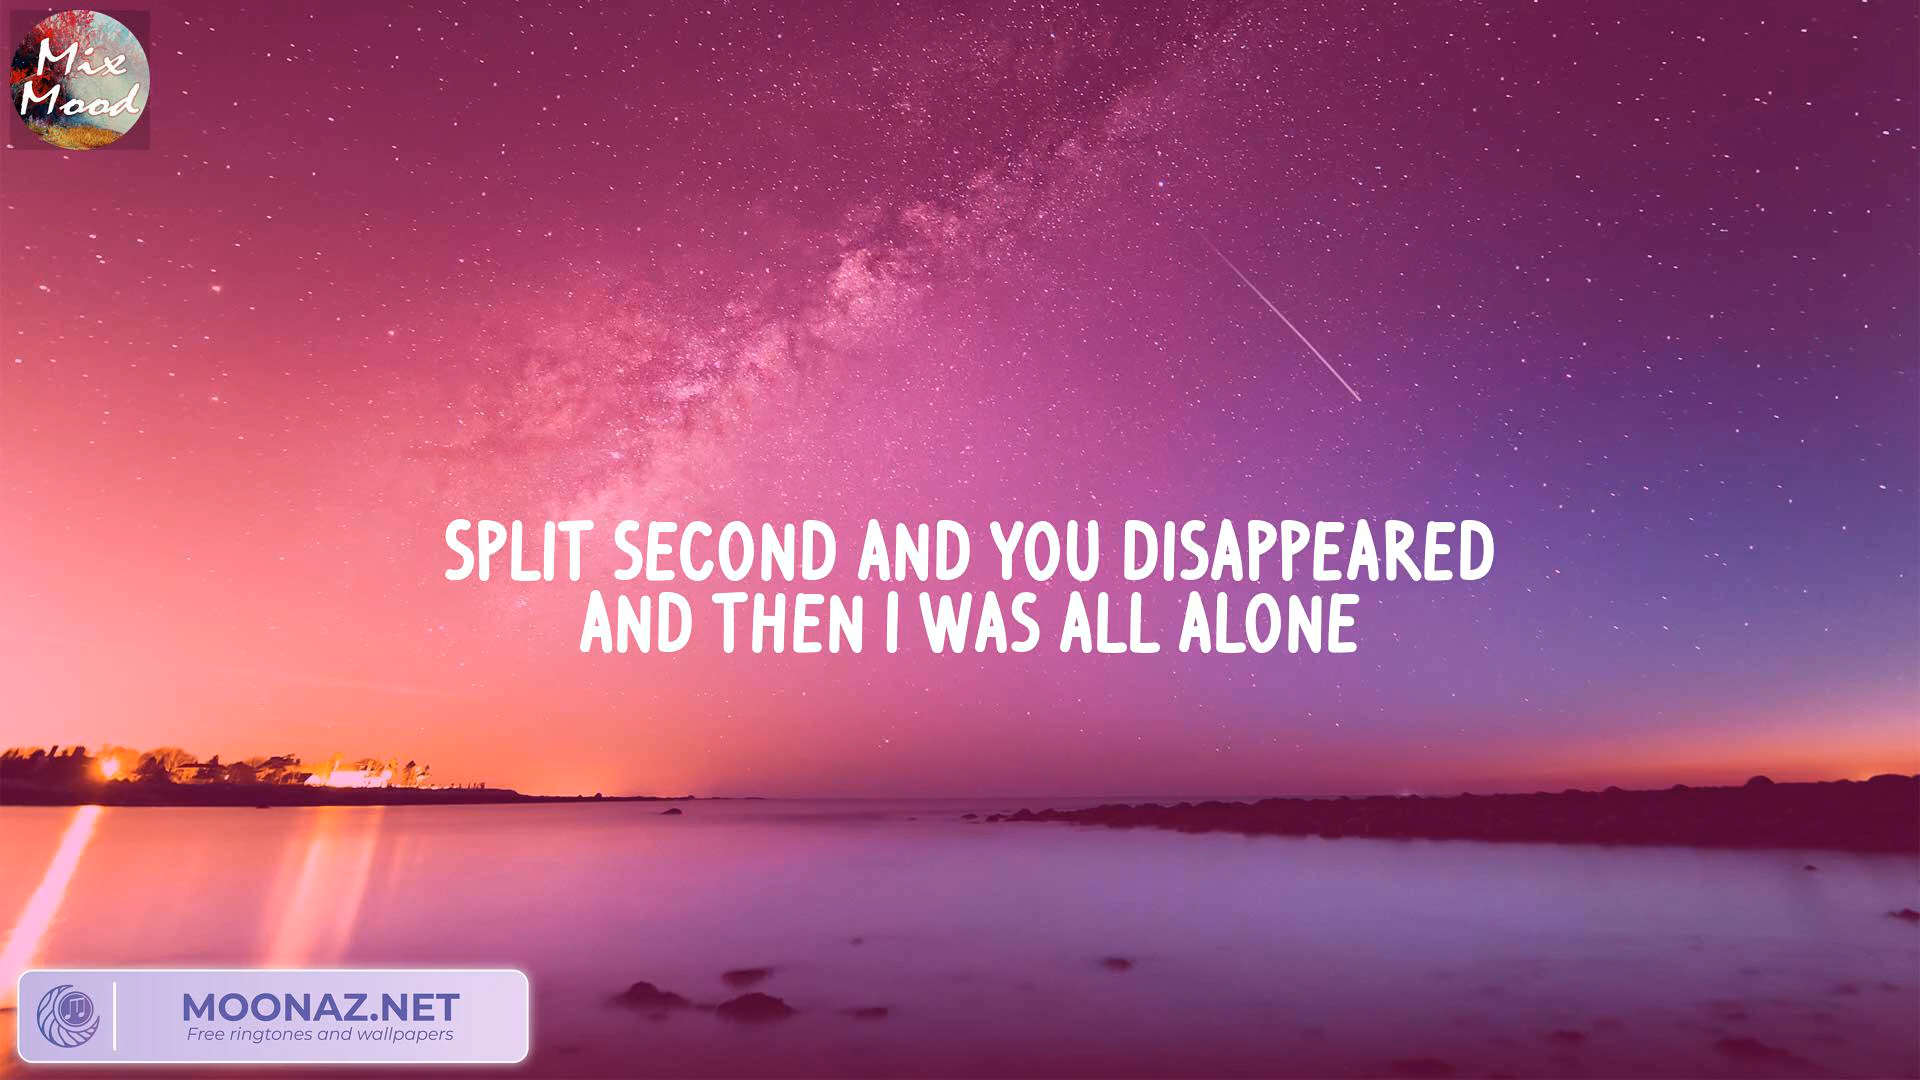 Mix
Mood
SPLIT SECOND AND YOU DISAPPEARED
AND THEN I WAS ALL ALONE
MOONAZ.NET
Free ringtones and wallpapers